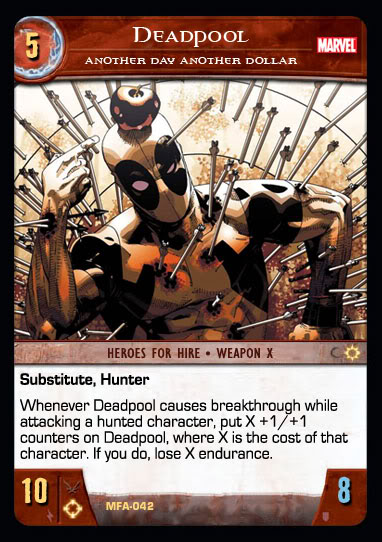 5
DEADPOOL
ANOTHER DAY ANOTHER DOLLAR
MARVEL
HEROES FOR HIRE • WEAPON X
C
Substitute, Hunter
Whenever Deadpool causes breakthrough while
attacking a hunted character, put X +1/+1
counters on Deadpool, where X is the cost of that
character. If you do, lose X endurance.
10
MFA-042
8